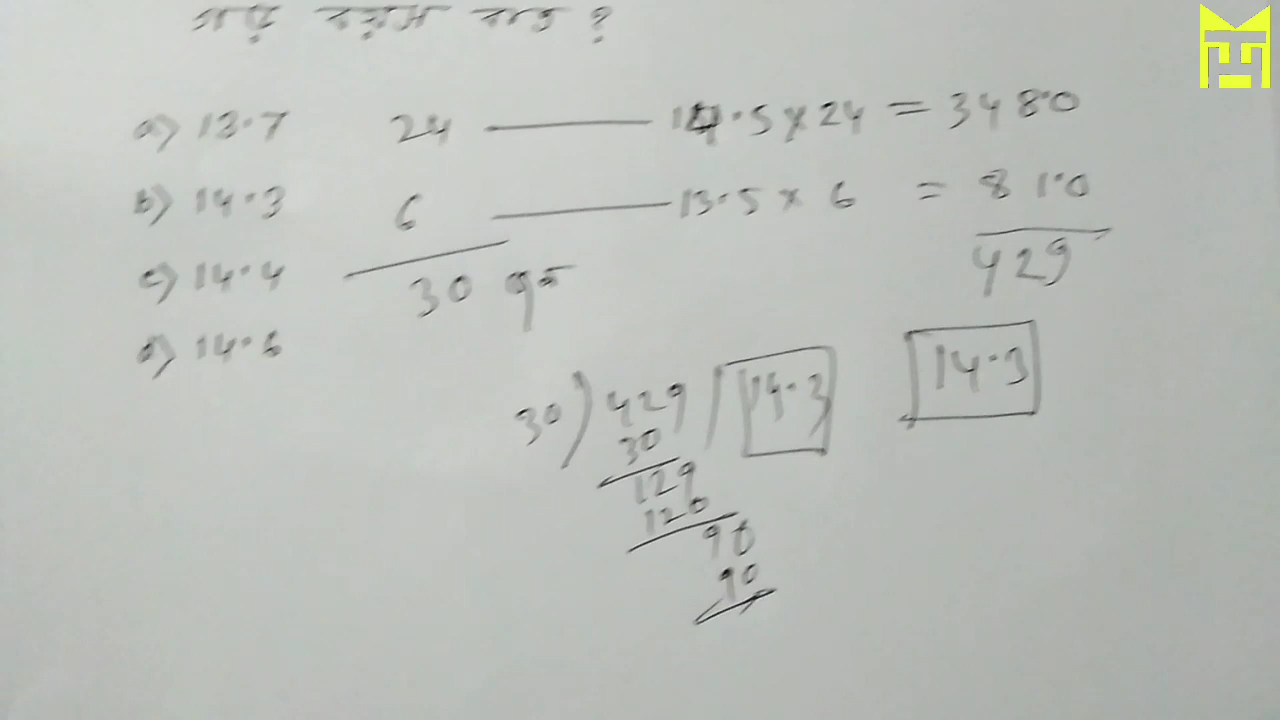 কত ?
a) 13.7 24 — 14.5 x 24 = 348.0
b) 14.3 6 — 13.5 x 6 = 81.0
c) 14.4 30 429
d) 14.6
30) 429 | 14.3 14.3
30
129
120
90
90